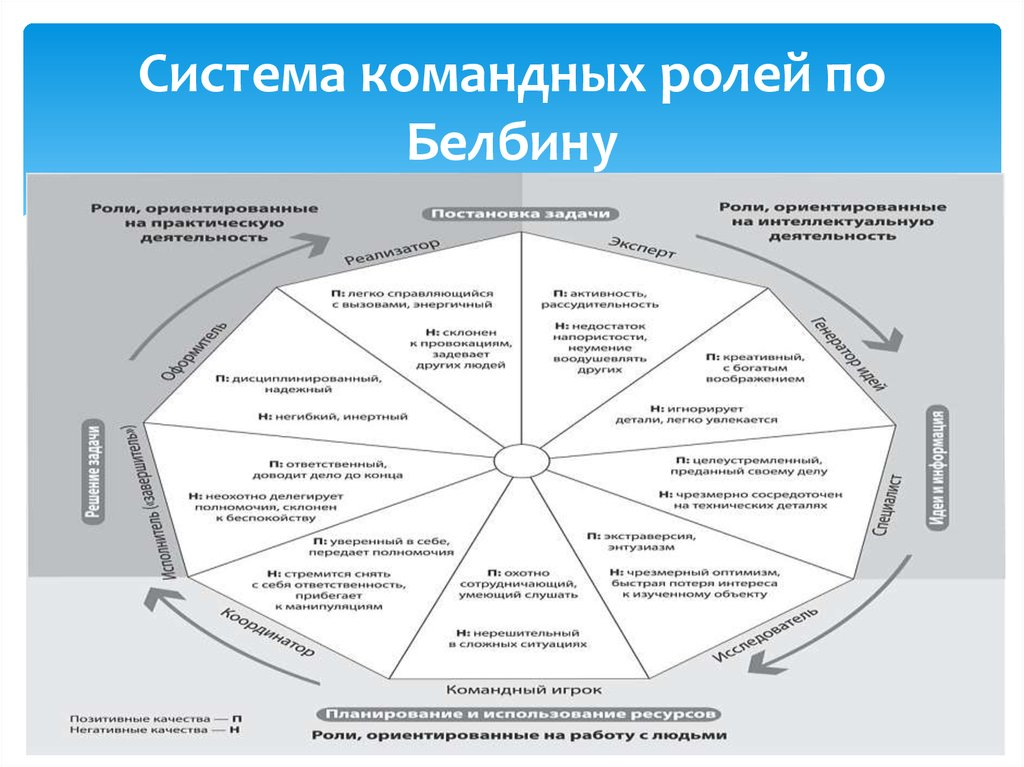 Система командных ролей по
Белбину
Роли, ориентированные
на практическую
деятельность
Постановка задачи
Роли, ориентированные
на интеллектуальную
деятельность
Реализатор
Эксперт
П: легко справляющийся
с вызовами, энергичный
Н: склонен
к провокациям,
задевает
других людей
П: активность,
рассудительность
Н: недостаток
напористости,
неумение
воодушевлять
других
Оформитель
Генератор идей
П: дисциплинированный,
надежный
Н: негибкий, инертный
П: креативный,
с богатым
воображением
Н: игнорирует
детали, легко увлекается
Решение задачи
Исполнитель («завершитель»)
П: ответственный,
доводит дело до конца
Н: неохотно делегирует
полномочия, склонен
к беспокойству
П: целеустремленный,
преданный своему делу
Н: чрезмерно сосредоточен
на технических деталях
Специалист
Идеи и информация
П: уверенный в себе,
передает полномочия
Н: стремится снять
с себя ответственность,
прибегает
к манипуляциям
Координатор
П: охотно
сотрудничающий,
умеющий слушать
Н: нерешительный
в сложных ситуациях
Командный игрок
П: экстраверсия,
энтузиазм
Н: чрезмерный оптимизм,
быстрая потеря интереса
к изученному объекту
Исследователь
Планирование и использование ресурсов
Роли, ориентированные на работу с людьми
Позитивные качества — П
Негативные качества — Н